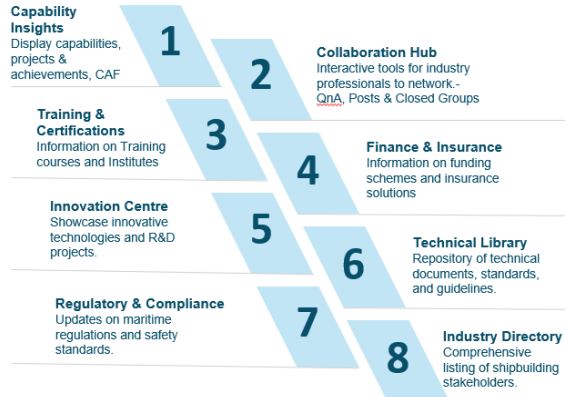 Capability
Insights
Display capabilities,
projects &
achievements, CAF
1
2
Collaboration Hub
Interactive tools for industry
professionals to network.-
QnA, Posts & Closed Groups
Training &
Certifications
Information on Training
courses and Institutes
3
4
Finance & Insurance
Information on funding
schemes and insurance
solutions
Innovation Centre
Showcase innovative
technologies and R&D
projects.
5
6
Technical Library
Repository of technical
documents, standards,
and guidelines.
Regulatory & Compliance
Updates on maritime
regulations and safety
standards.
7
8
Industry Directory
Comprehensive
listing of shipbuilding
stakeholders.